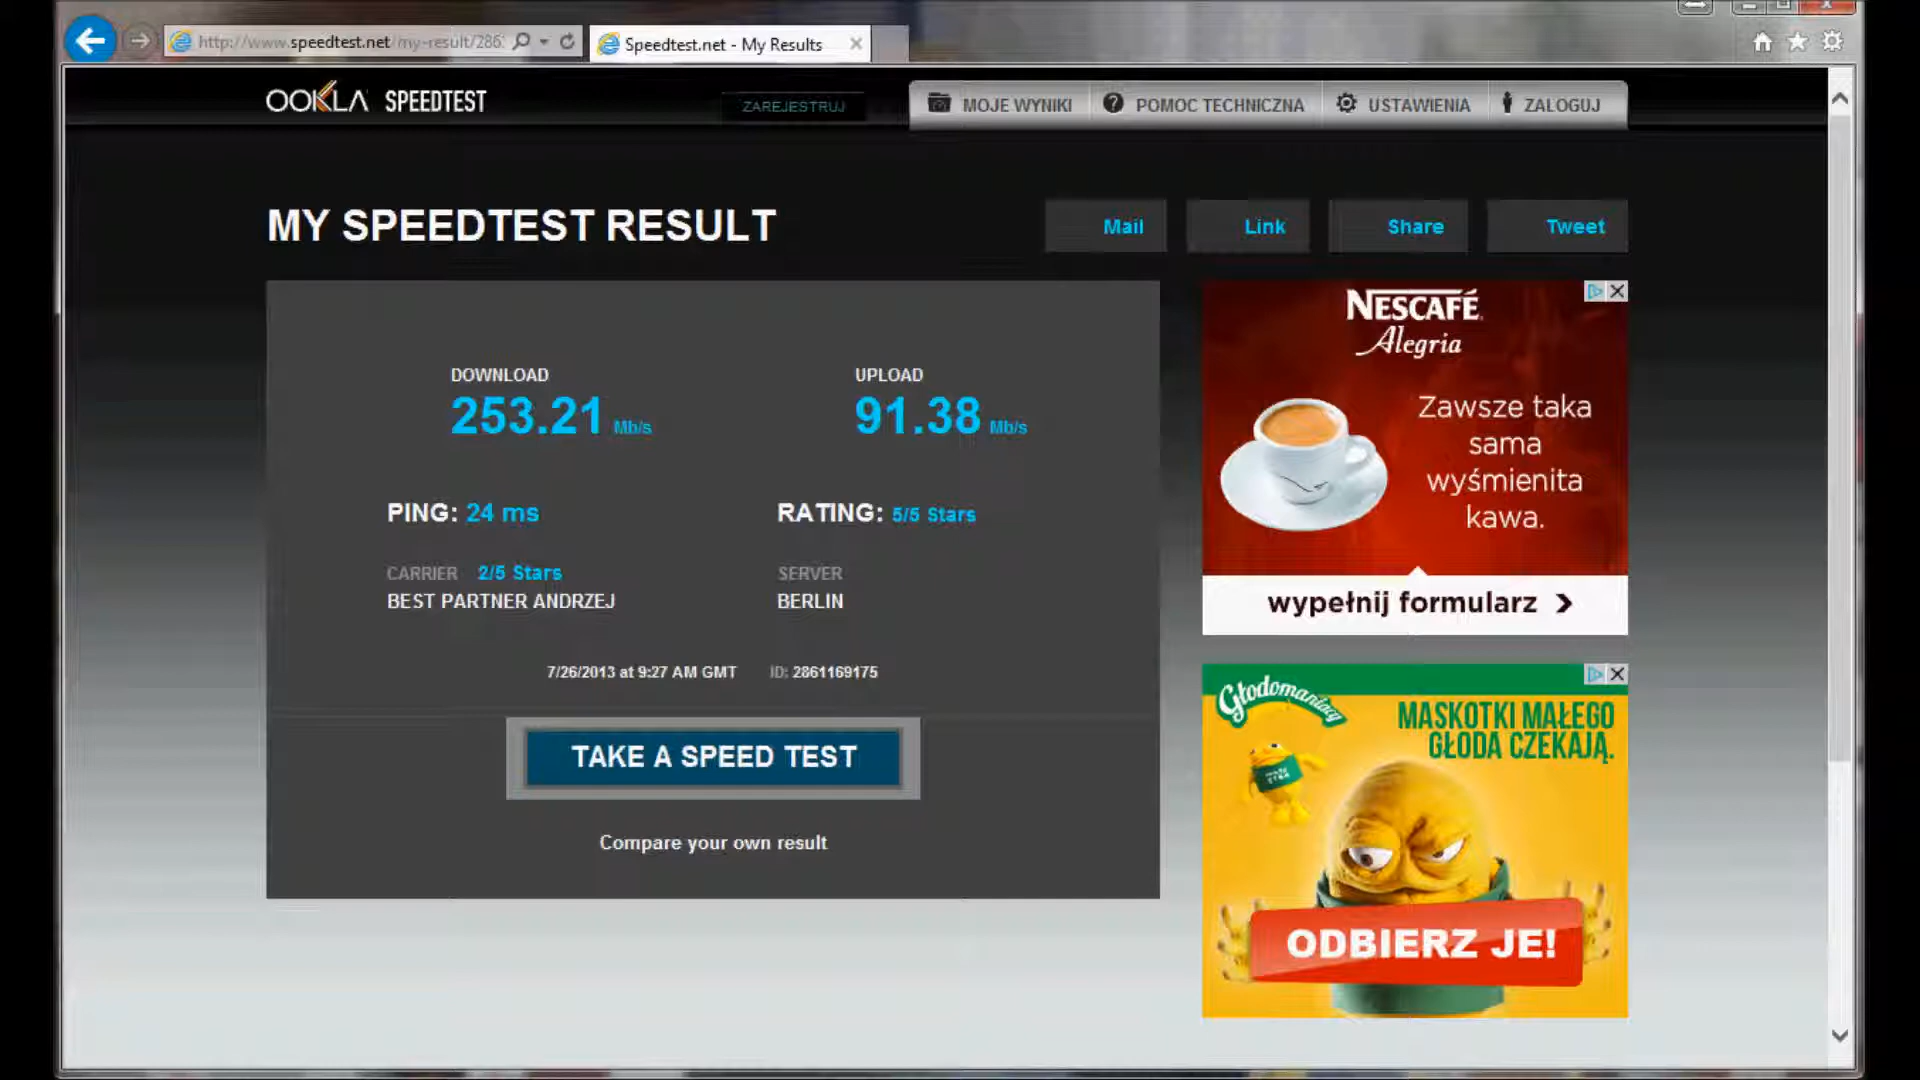 http://www.speedtest.net/my-result/286
Speedtest.net - My Results
OOKLA SPEEDTEST
ZAREJESTRUJ
MOJE WYNIKI
POMOC TECHNICZNA
USTAWIENIA
ZALOGUJ
MY SPEEDTEST RESULT
Mail
Link
Share
Tweet
DOWNLOAD
253.21 Mb/s
UPLOAD
91.38 Mb/s
PING: 24 ms
RATING: 5/5 Stars
CARRIER 2/5 Stars
BEST PARTNER ANDRZEJ
SERVER
BERLIN
7/26/2013 at 9:27 AM GMT
ID: 2861169175
TAKE A SPEED TEST
Compare your own result
NESCAFÉ
Alegria
Zawsze taka
sama
wyśmienita
kawa.
wypełnij formularz
Głodomaniacy
MASKOTKI MAŁEGO
GŁODA CZEKAJĄ.
ODBIERZ JE!